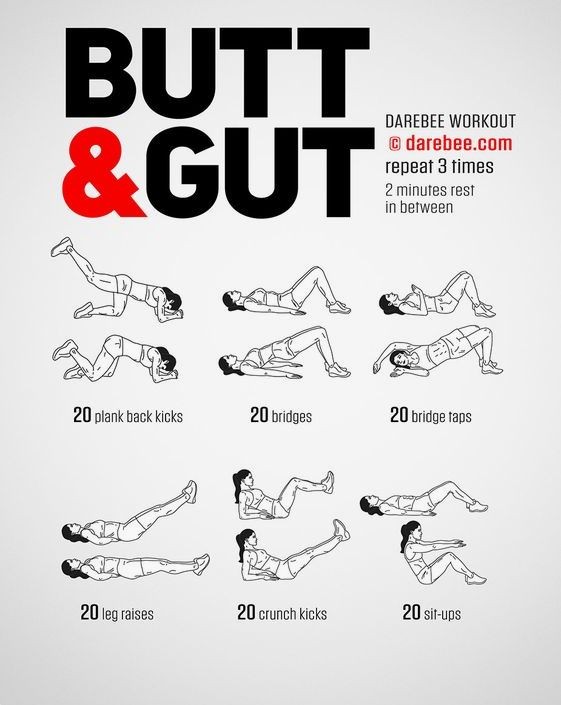 BUTT
&GUT
DAREBEE WORKOUT
© darebee.com
repeat 3 times
2 minutes rest
in between
20 plank back kicks
20 bridges
20 bridge taps
20 leg raises
20 crunch kicks
20 sit-ups